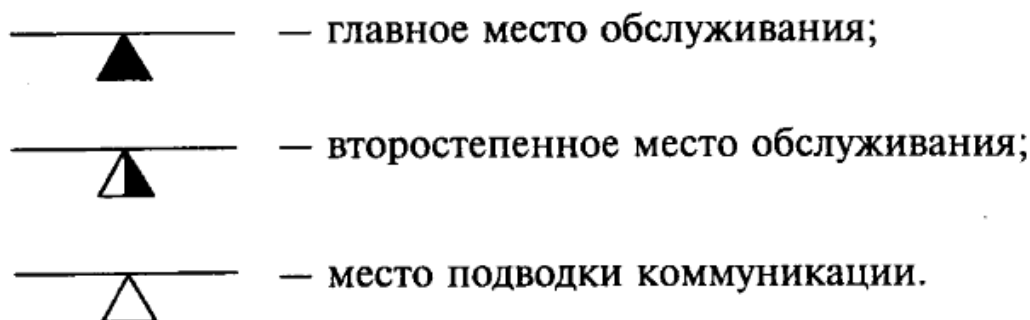 — главное место обслуживания;
— второстепенное место обслуживания;
— место подводки коммуникации.